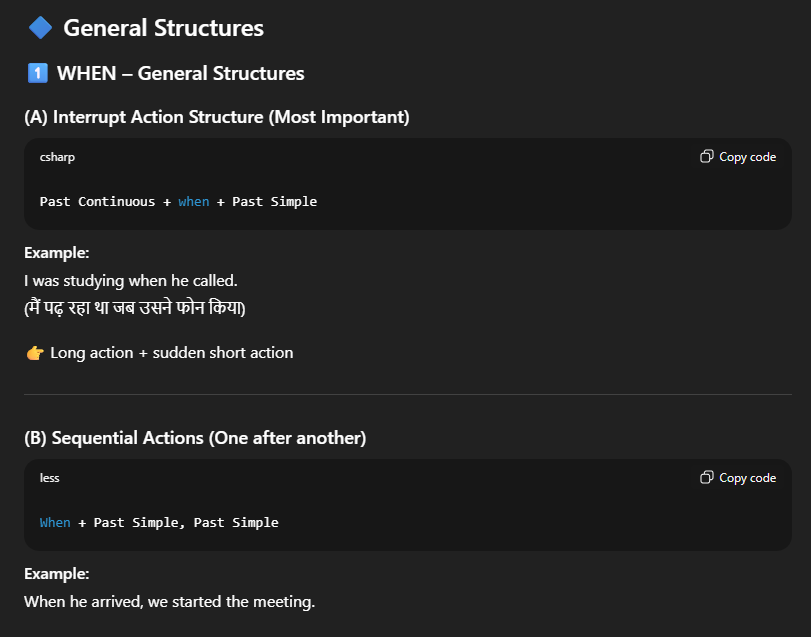 🔷 General Structures
1️⃣ WHEN – General Structures
(A) Interrupt Action Structure (Most Important)
csharp
Copy code
Past Continuous + when + Past Simple
Example:
I was studying when he called.
(मैं पढ़ रहा था जब उसने फोन किया)
👉 Long action + sudden short action
(B) Sequential Actions (One after another)
less
Copy code
When + Past Simple, Past Simple
Example:
When he arrived, we started the meeting.